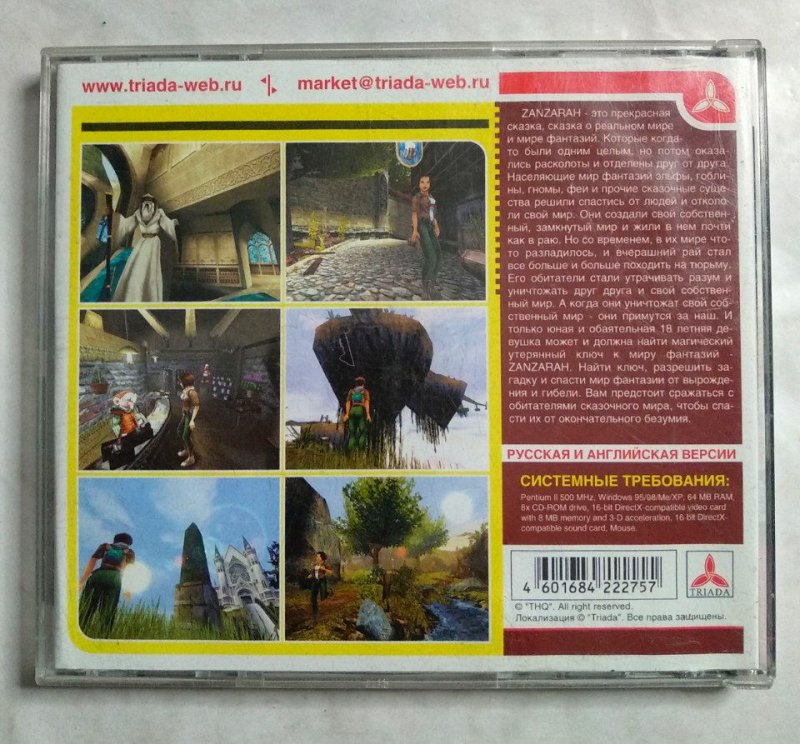 www.triada-web.ru market@triada-web.ru
ZANZARAH - это прекрасная
сказка, сказка о реальном мире
и мире фантазий. Которые когда-
то были одним целым, но потом оказа-
лись расколоты и отделены друг от друга.
Населяющие мир фантазий эльфы, гобли-
ны, гномы, феи и прочие сказочные суще-
ства решили спастись от людей и отколо-
ли свой мир. Они создали свой собствен-
ный, замкнутый мир и жили в нем почти
как в раю. Но со временем, в их мире что-
то разладилось, и вчерашний рай стал
все больше и больше походить на тюрьму.
Его обитатели стали утрачивать разум и
уничтожать друг друга и свой собствен-
ный мир. А когда они уничтожат свой соб-
ственный мир - они примутся за наш. И
только юная и обаятельная 18 летняя де-
вушка может и должна найти магический
утерянный ключ к миру фантазий -
ZANZARAH. Найти ключ, разрешить за-
гадку и спасти мир фантазии от вырожде-
ния и гибели. Вам предстоит сражаться с
обитателями сказочного мира, чтобы спа-
сти их от окончательного безумия.
РУССКАЯ И АНГЛИЙСКАЯ ВЕРСИИ
СИСТЕМНЫЕ ТРЕБОВАНИЯ:
Pentium II 500 MHz, Windows 95/98/Me/XP, 64 MB RAM,
8x CD-ROM drive, 16-bit DirectX-compatible video card
with 8 MB memory and 3-D acceleration, 16-bit DirectX-
compatible sound card, Mouse.
4 601684 222757
TRIADA
© "THQ". All right reserved.
Локализация © "Triada". Все права защищены.